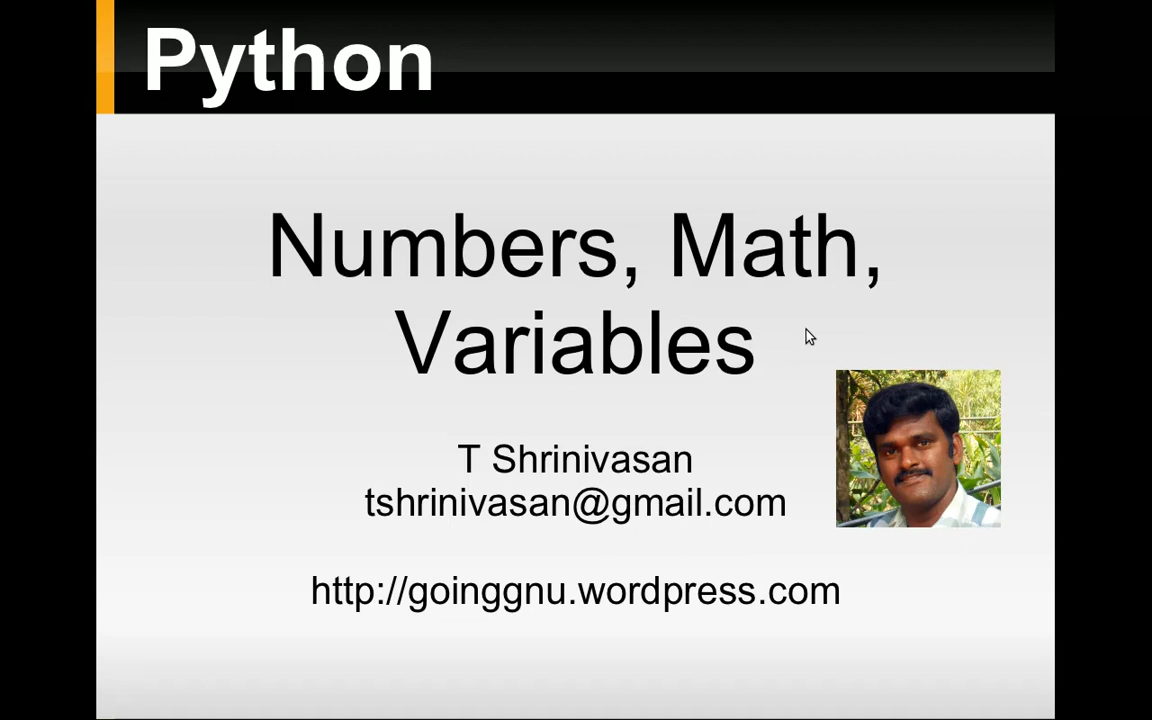 Python
Numbers, Math,
Variables
T Shrinivasan
tshrinivasan@gmail.com
http://goinggnu.wordpress.com